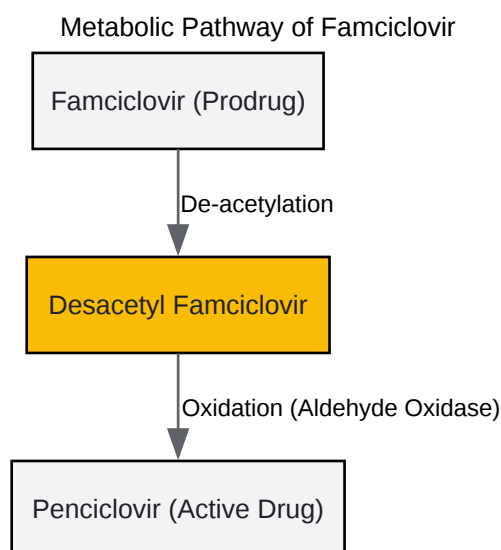 Metabolic Pathway of Famciclovir
Famciclovir (Prodrug)
De-acetylation
Desacetyl Famciclovir
Oxidation (Aldehyde Oxidase)
Penciclovir (Active Drug)